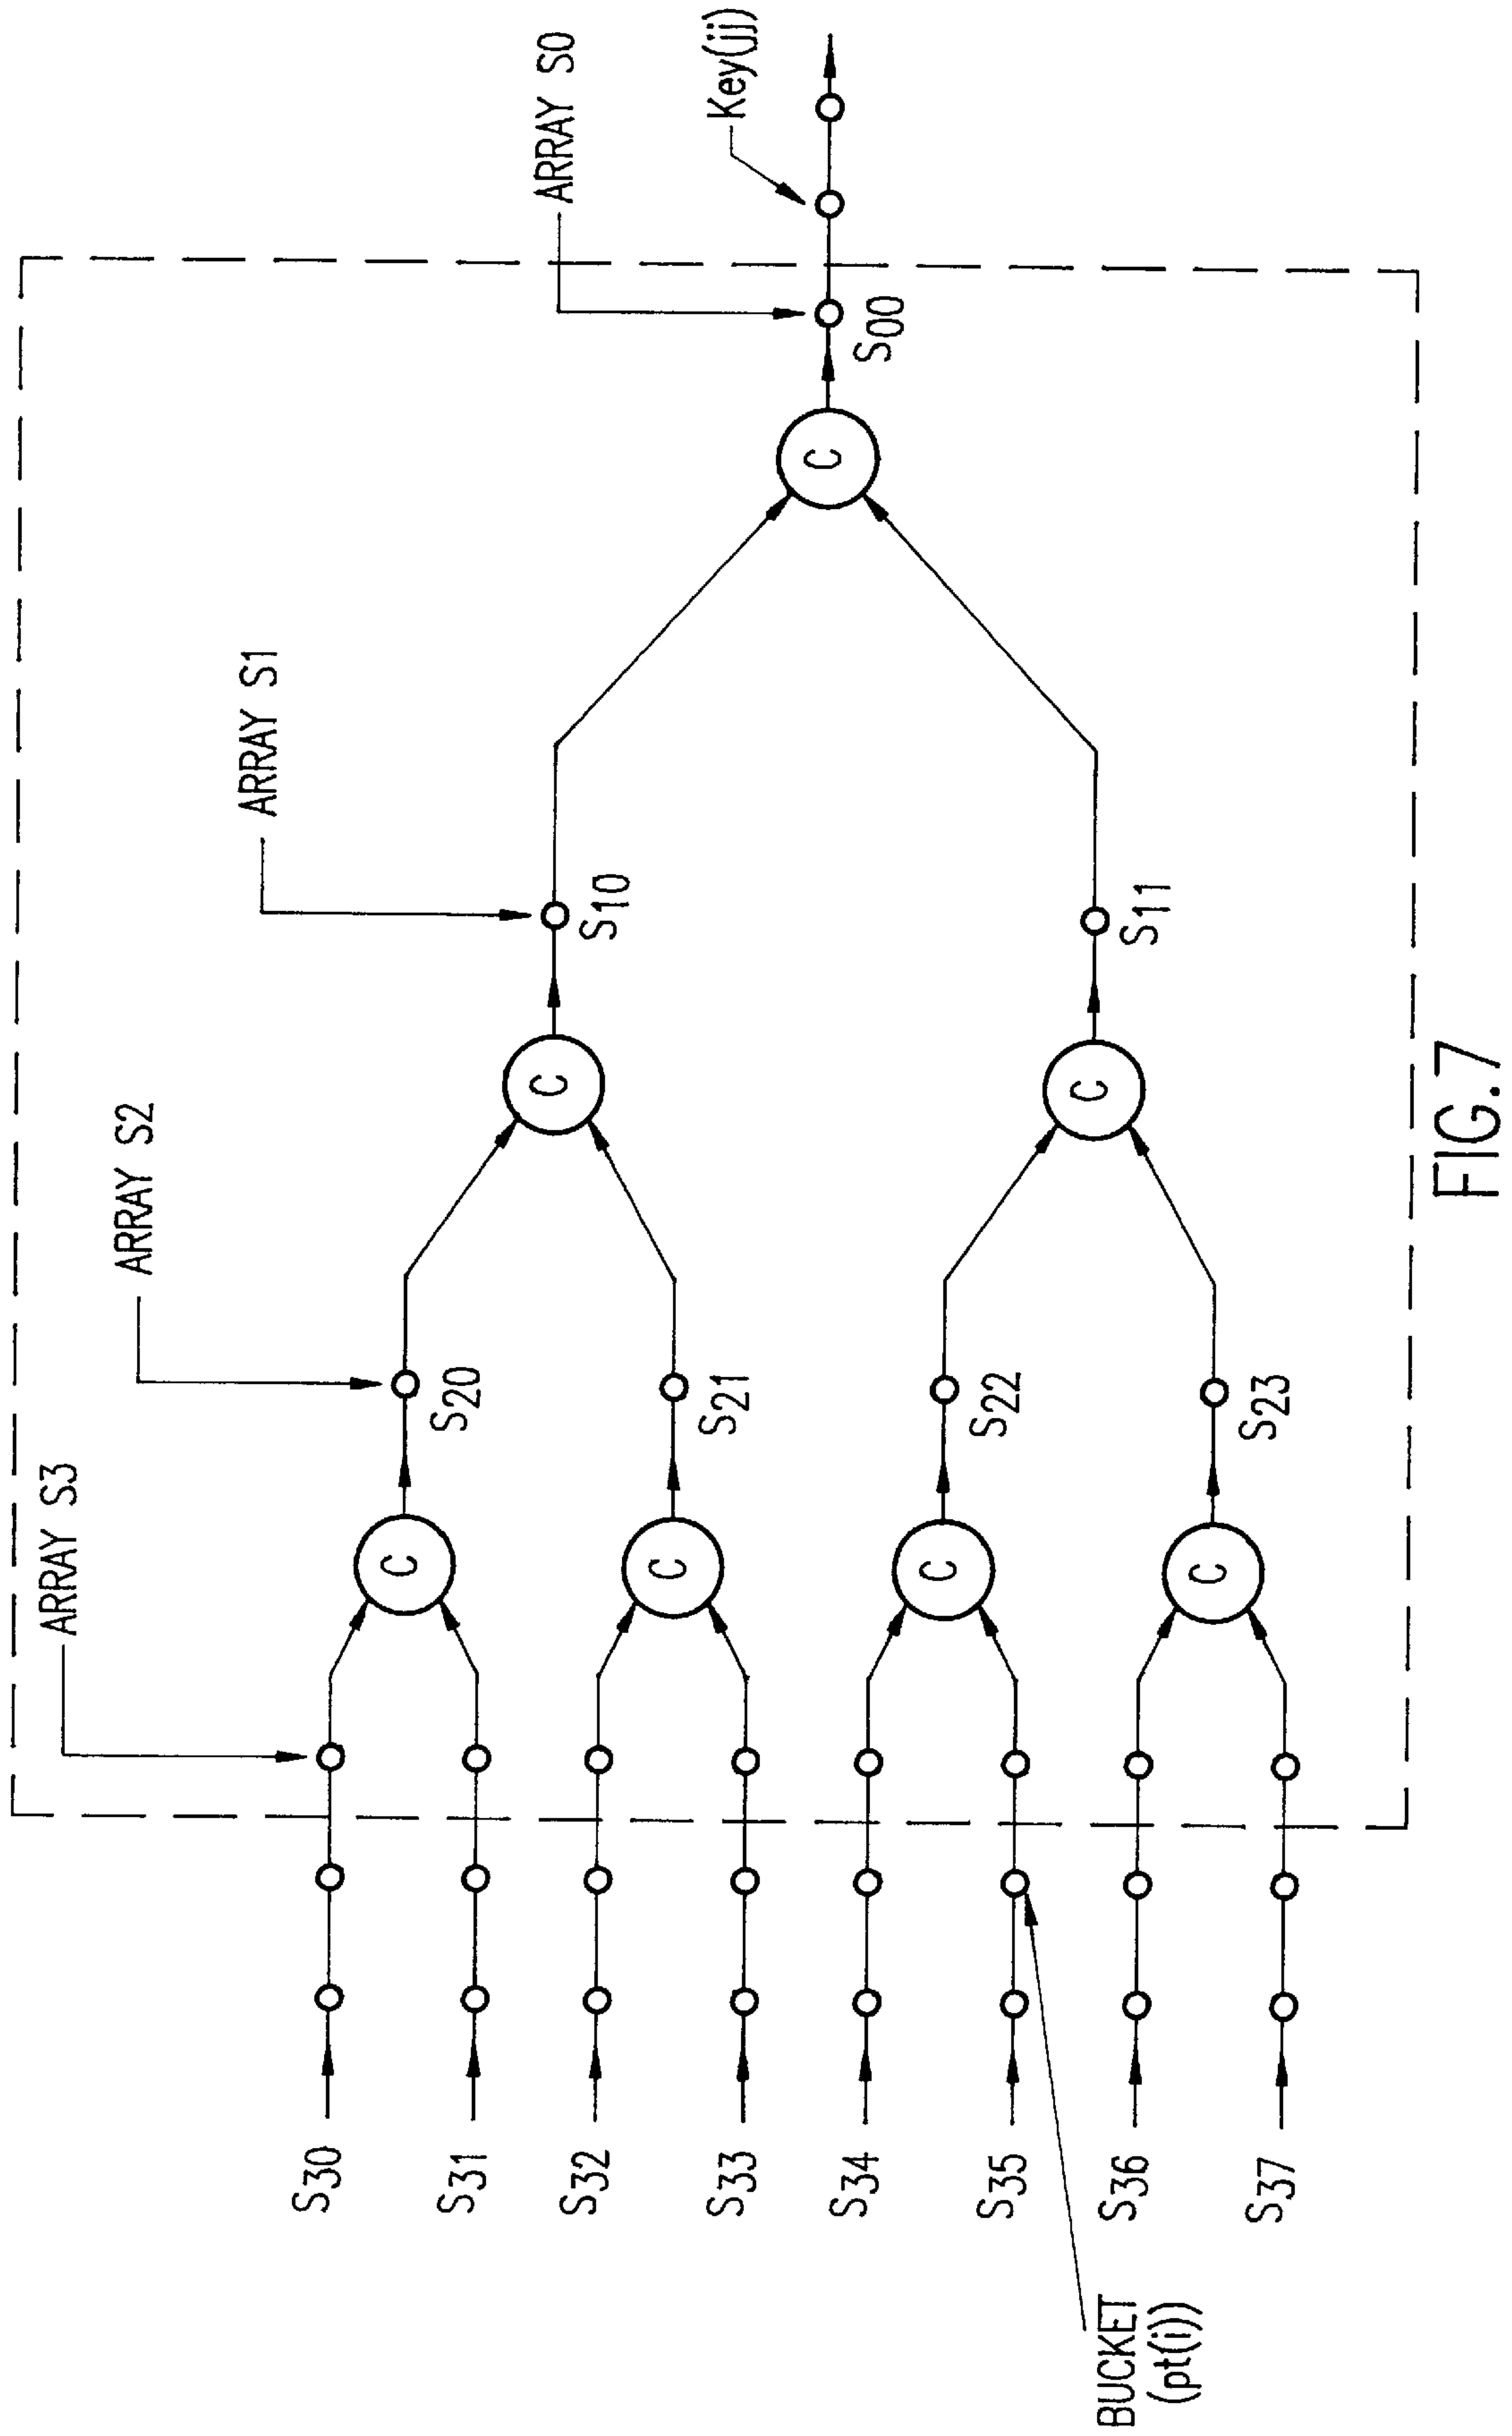 ARRAY S3
ARRAY S2
ARRAY S1
ARRAY S0
Key(jj)
S30
S31
S32
S33
S34
S35
S36
S37
C
C
C
C
S20
S21
S22
S23
C
C
S10
S11
C
S00
BUCKET
(pt(i))
FIG.7